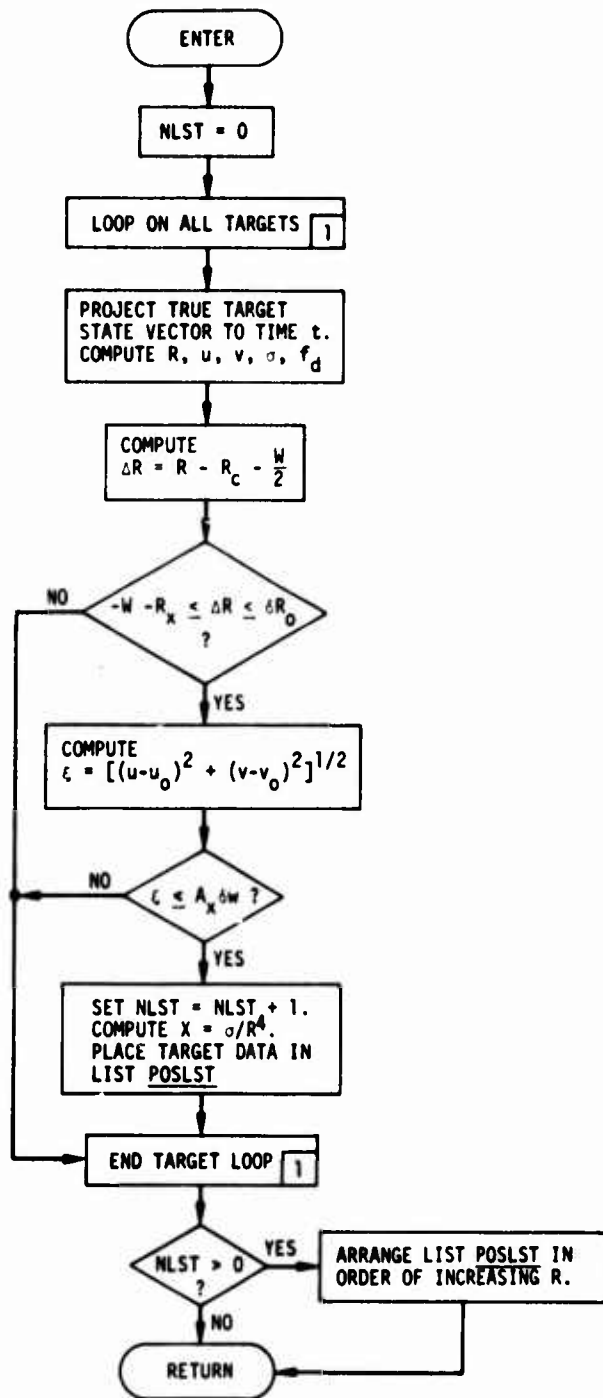 ENTER
NLST = 0
LOOP ON ALL TARGETS 1
PROJECT TRUE TARGET
STATE VECTOR TO TIME t.
COMPUTE R, u, v, σ, f_d
COMPUTE
ΔR = R - R_c - W/2
NO
-W -R_x ≤ ΔR ≤ δR_o
?
YES
COMPUTE
ξ = [(u-u_o)^2 + (v-v_o)^2]^1/2
NO
ξ ≤ A_x δw ?
YES
SET NLST = NLST + 1.
COMPUTE X = σ/R^4.
PLACE TARGET DATA IN
LIST POSLST
END TARGET LOOP 1
NLST > 0
?
YES
ARRANGE LIST POSLST IN
ORDER OF INCREASING R.
NO
RETURN